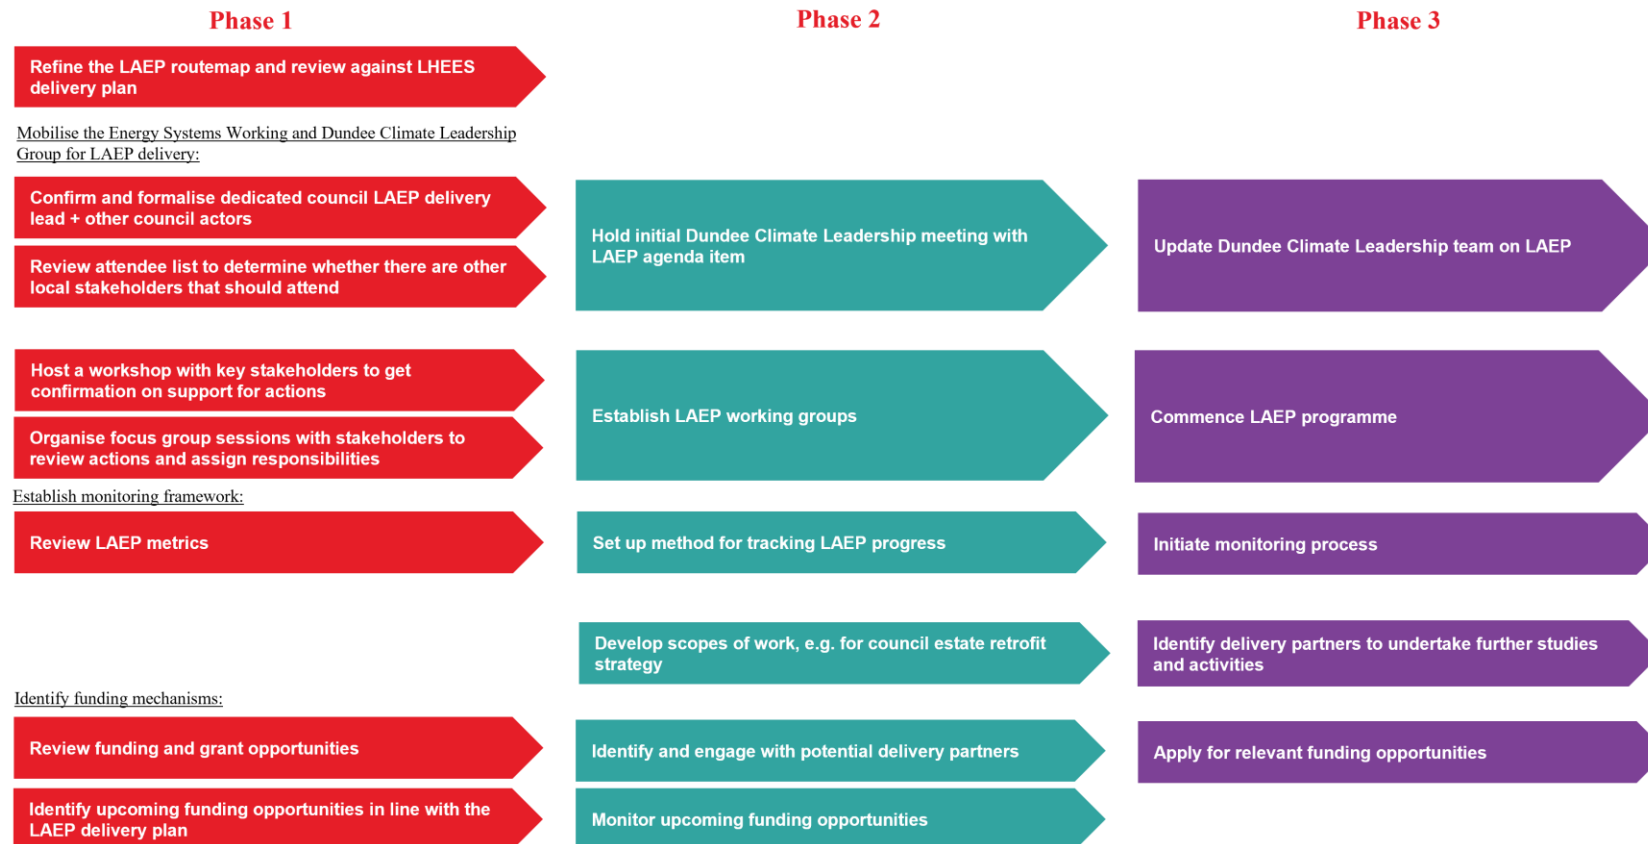 Phase 1
Phase 2
Phase 3
Refine the LAEP routemap and review against LHEES
delivery plan
Mobilise the Energy Systems Working and Dundee Climate Leadership
Group for LAEP delivery:
Confirm and formalise dedicated council LAEP delivery
lead + other council actors
Review attendee list to determine whether there are other
local stakeholders that should attend
Hold initial Dundee Climate Leadership meeting with
LAEP agenda item
Update Dundee Climate Leadership team on LAEP
Host a workshop with key stakeholders to get
confirmation on support for actions
Organise focus group sessions with stakeholders to
review actions and assign responsibilities
Establish LAEP working groups
Commence LAEP programme
Establish monitoring framework:
Review LAEP metrics
Set up method for tracking LAEP progress
Initiate monitoring process
Develop scopes of work, e.g. for council estate retrofit
strategy
Identify delivery partners to undertake further studies
and activities
Identify funding mechanisms:
Review funding and grant opportunities
Identify and engage with potential delivery partners
Apply for relevant funding opportunities
Identify upcoming funding opportunities in line with the
LAEP delivery plan
Monitor upcoming funding opportunities